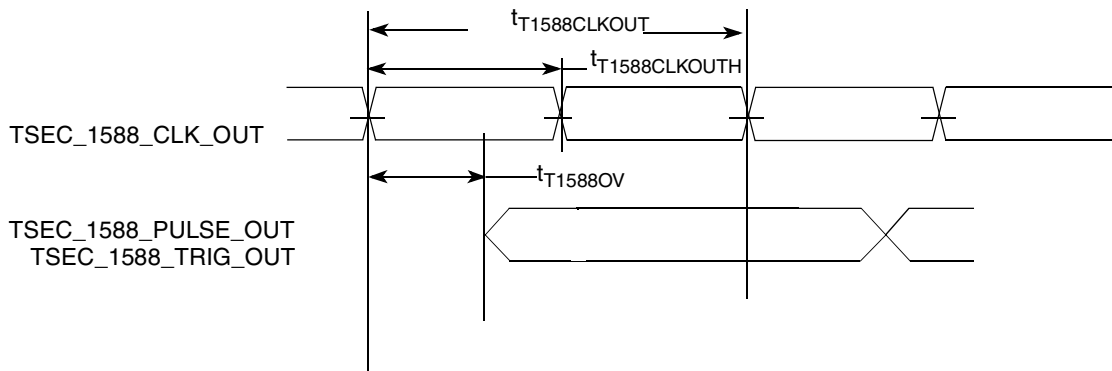 tT1588CLKOUT
tT1588CLKOUTH
TSEC_1588_CLK_OUT
tT1588OV
TSEC_1588_PULSE_OUT
TSEC_1588_TRIG_OUT